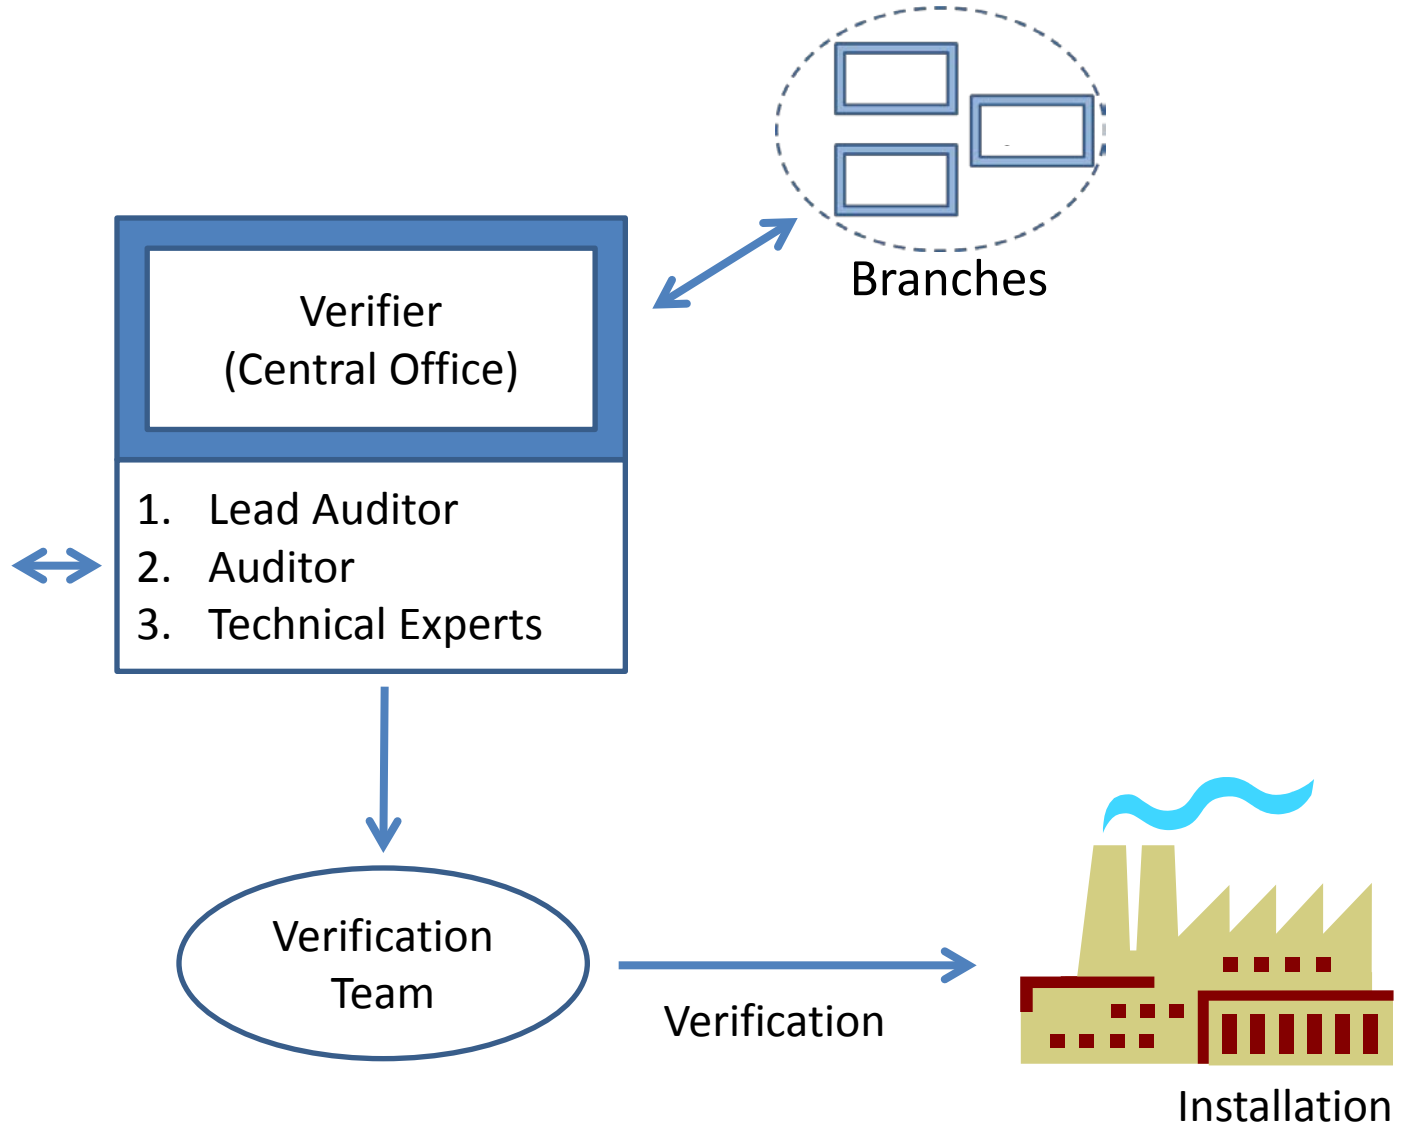 Branches
Verifier
(Central Office)
1. Lead Auditor
2. Auditor
3. Technical Experts
Verification
Team
Verification
Installation